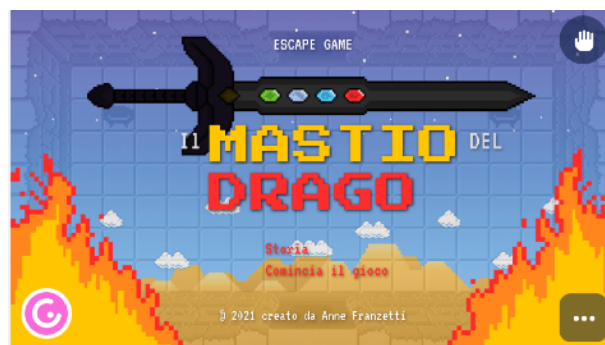 ESCAPE GAME
Il MASTIO DEL
DRAGO
Storia
Comincia il gioco
© 2021 creato da Anne Franzetti